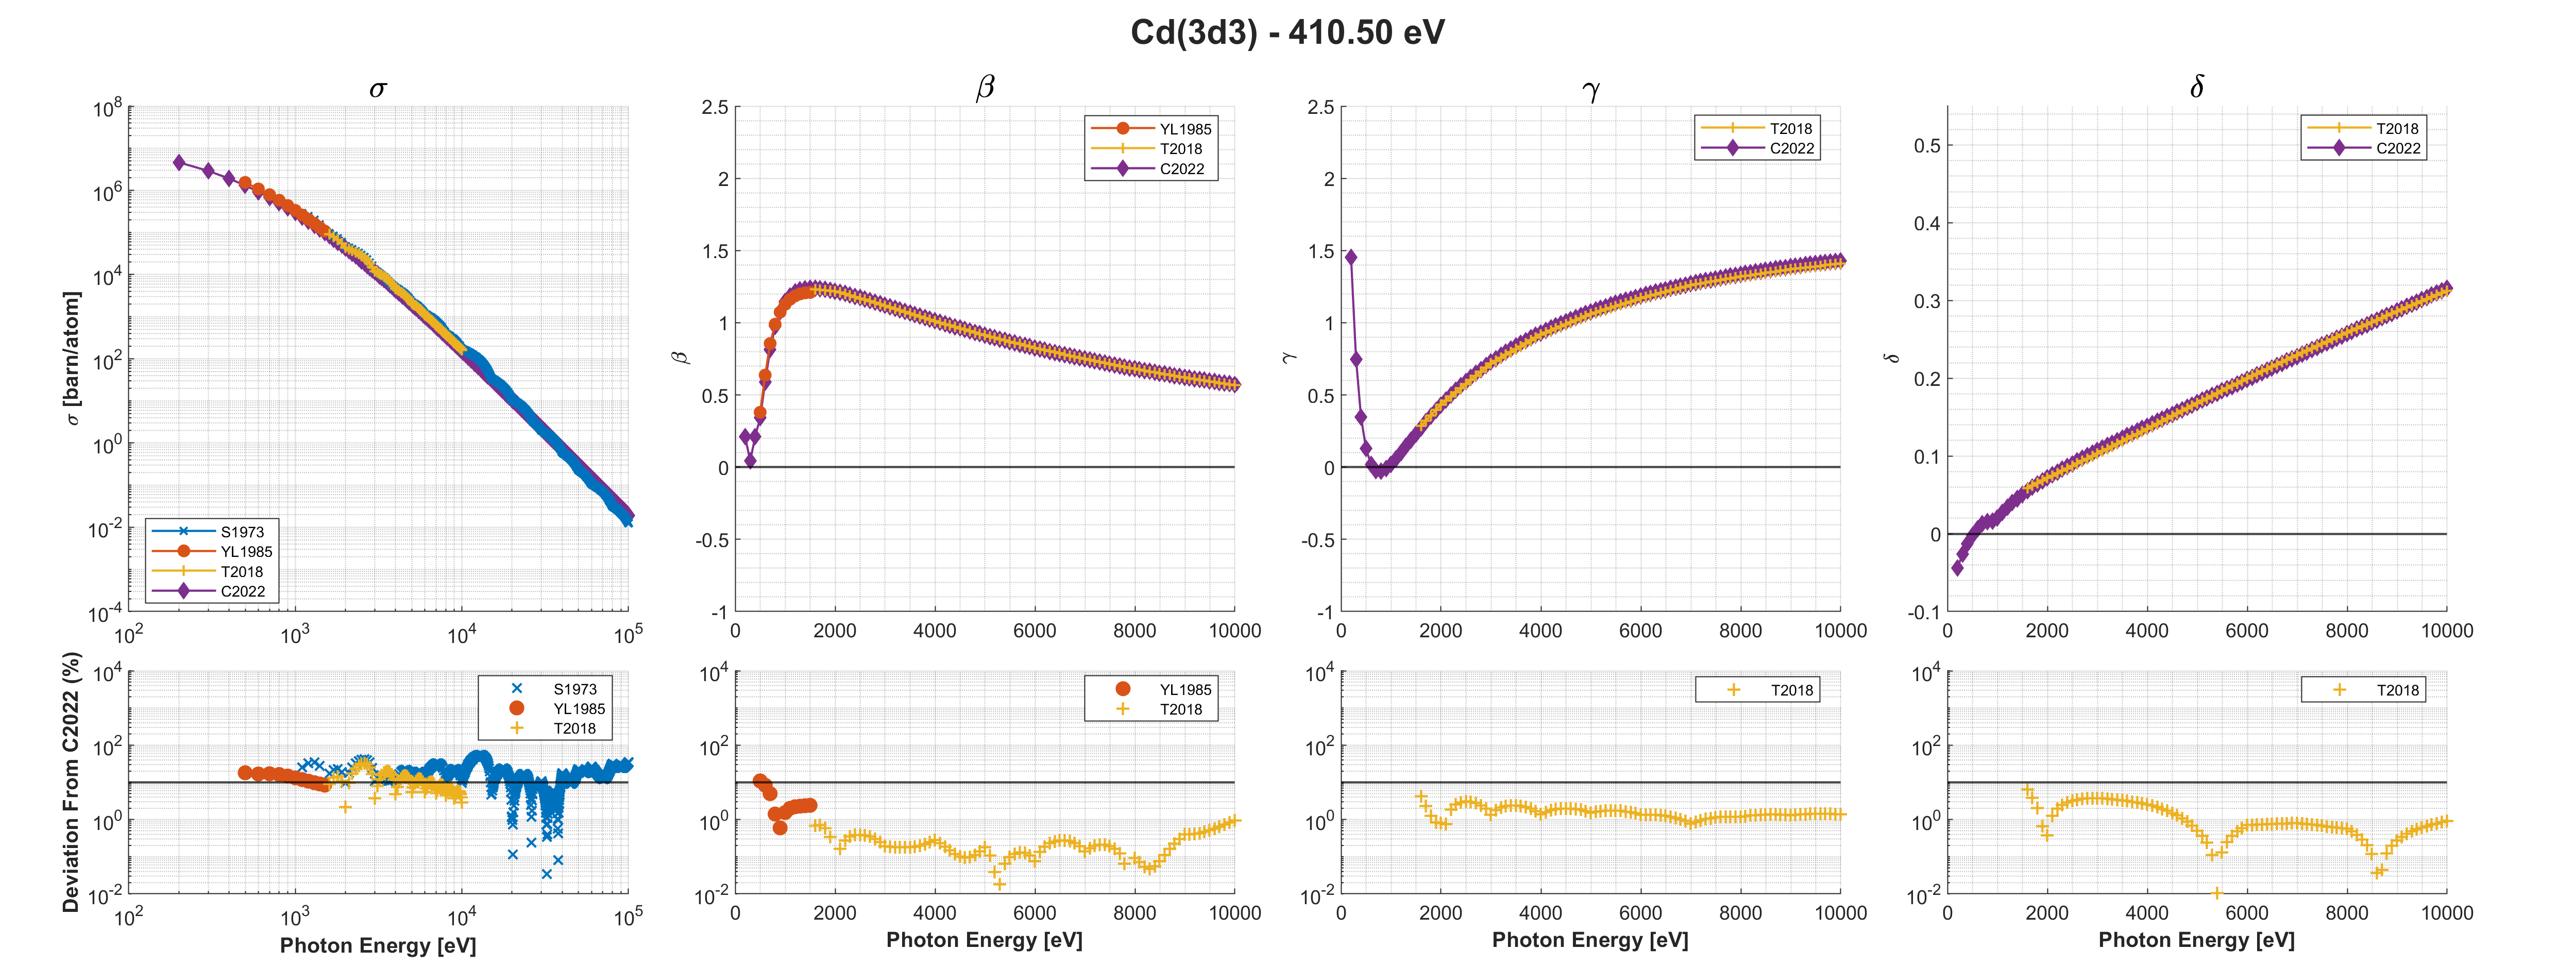 Cd(3d3) - 410.50 eV
σ
10^8
10^6
10^4
10^2
10^0
10^-2
10^-4
10^2
10^3
10^4
10^5
σ [barn/atom]
S1973
YL1985
T2018
C2022
β
2.5
2
1.5
1
0.5
0
-0.5
-1
0
2000
4000
6000
8000
10000
β
YL1985
T2018
C2022
γ
2.5
2
1.5
1
0.5
0
-0.5
-1
0
2000
4000
6000
8000
10000
γ
T2018
C2022
δ
0.5
0.4
0.3
0.2
0.1
0
-0.1
0
2000
4000
6000
8000
10000
δ
T2018
C2022
Deviation From C2022 (%)
10^4
10^2
10^0
10^-2
10^2
10^3
10^4
10^5
Photon Energy [eV]
S1973
YL1985
T2018
10^4
10^2
10^0
10^-2
0
2000
4000
6000
8000
10000
Photon Energy [eV]
YL1985
T2018
10^4
10^2
10^0
10^-2
0
2000
4000
6000
8000
10000
Photon Energy [eV]
T2018
10^4
10^2
10^0
10^-2
0
2000
4000
6000
8000
10000
Photon Energy [eV]
T2018